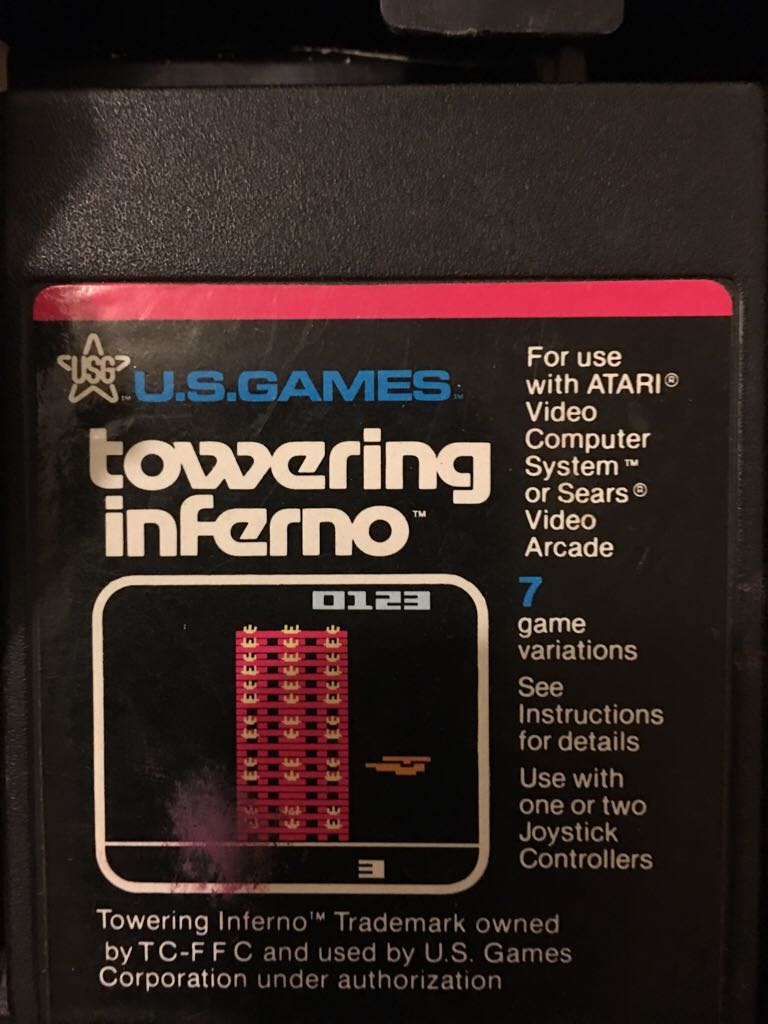 USG
U.S.GAMES™
towering
inferno™
0123
3
For use
with ATARI®
Video
Computer
System™
or Sears®
Video
Arcade
7
game
variations
See
Instructions
for details
Use with
one or two
Joystick
Controllers
Towering Inferno™ Trademark owned
by TC-FFC and used by U.S. Games
Corporation under authorization